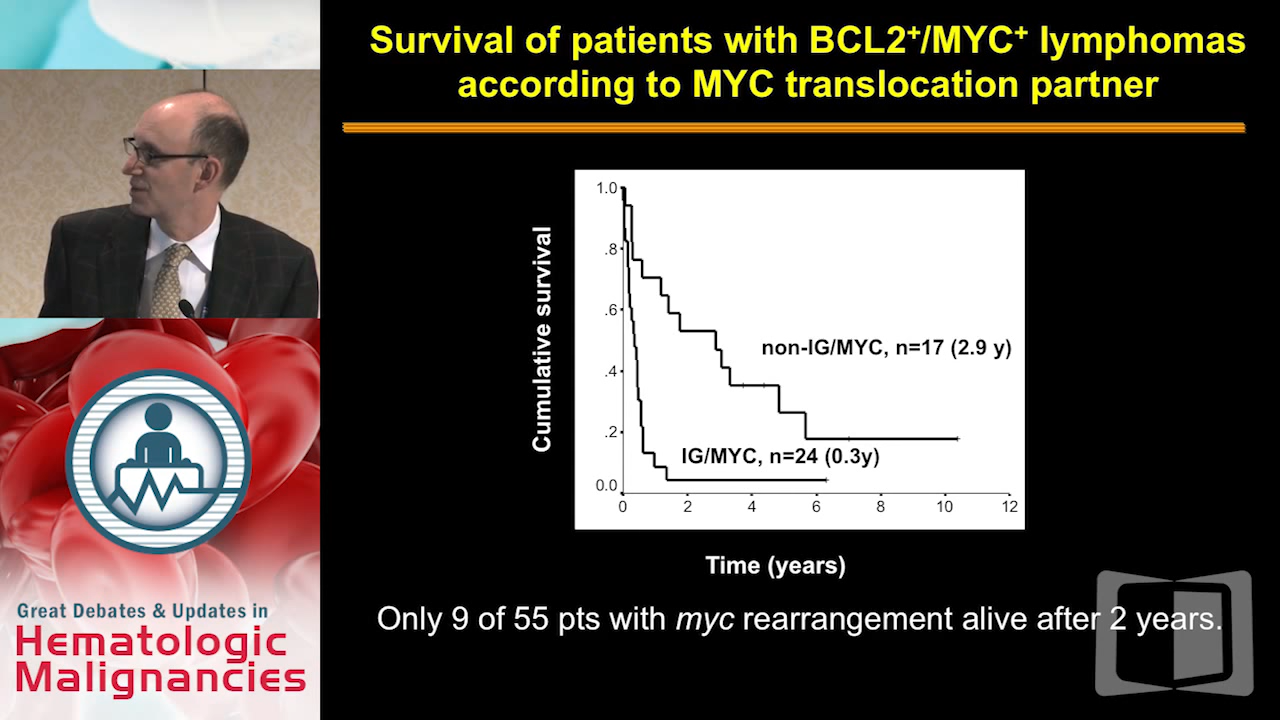 Survival of patients with BCL2⁺/MYC⁺ lymphomas
according to MYC translocation partner
Cumulative survival
1.0
.8
.6
.4
.2
0.0
non-IG/MYC, n=17 (2.9 y)
IG/MYC, n=24 (0.3y)
0 2 4 6 8 10 12
Time (years)
Only 9 of 55 pts with myc rearrangement alive after 2 years.
Great Debates & Updates in
Hematologic
Malignancies